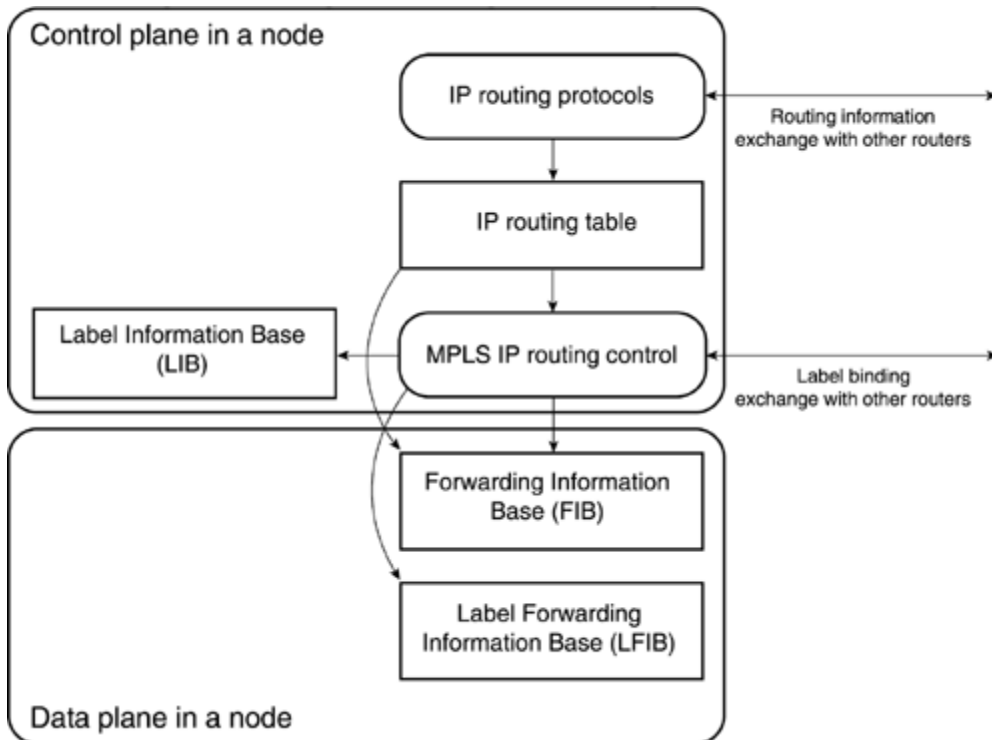 Control plane in a node
IP routing protocols
Routing information
exchange with other routers
IP routing table
Label Information Base
(LIB)
MPLS IP routing control
Label binding
exchange with other routers
Forwarding Information
Base (FIB)
Label Forwarding
Information Base (LFIB)
Data plane in a node